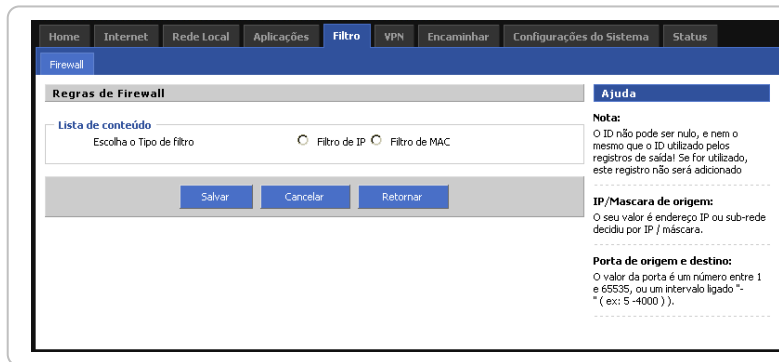 Home Internet Rede Local Aplicações Filtro VPN Encaminhar Configurações do Sistema Status
Firewall
Regras de Firewall
Lista de conteúdo
Escolha o Tipo de filtro Filtro de IP Filtro de MAC
Salvar Cancelar Retornar
Ajuda
Nota:
O ID não pode ser nulo, e nem o
mesmo que o ID utilizado pelos
registros de saída! Se for utilizado,
este registro não será adicionado
IP/Mascara de origem:
O seu valor é endereço IP ou sub-rede
decidiu por IP / máscara.
Porta de origem e destino:
O valor da porta é um número entre 1
e 65535, ou um intervalo ligado "-
" ( ex: 5 -4000 ) ).